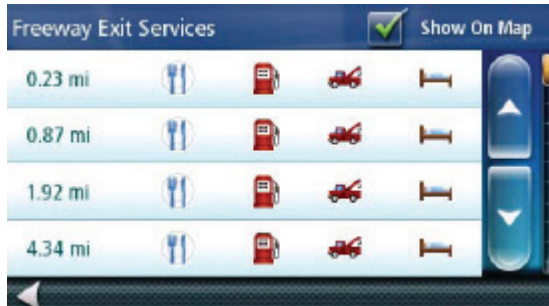 Freeway Exit Services Show On Map
0.23 mi
0.87 mi
1.92 mi
4.34 mi